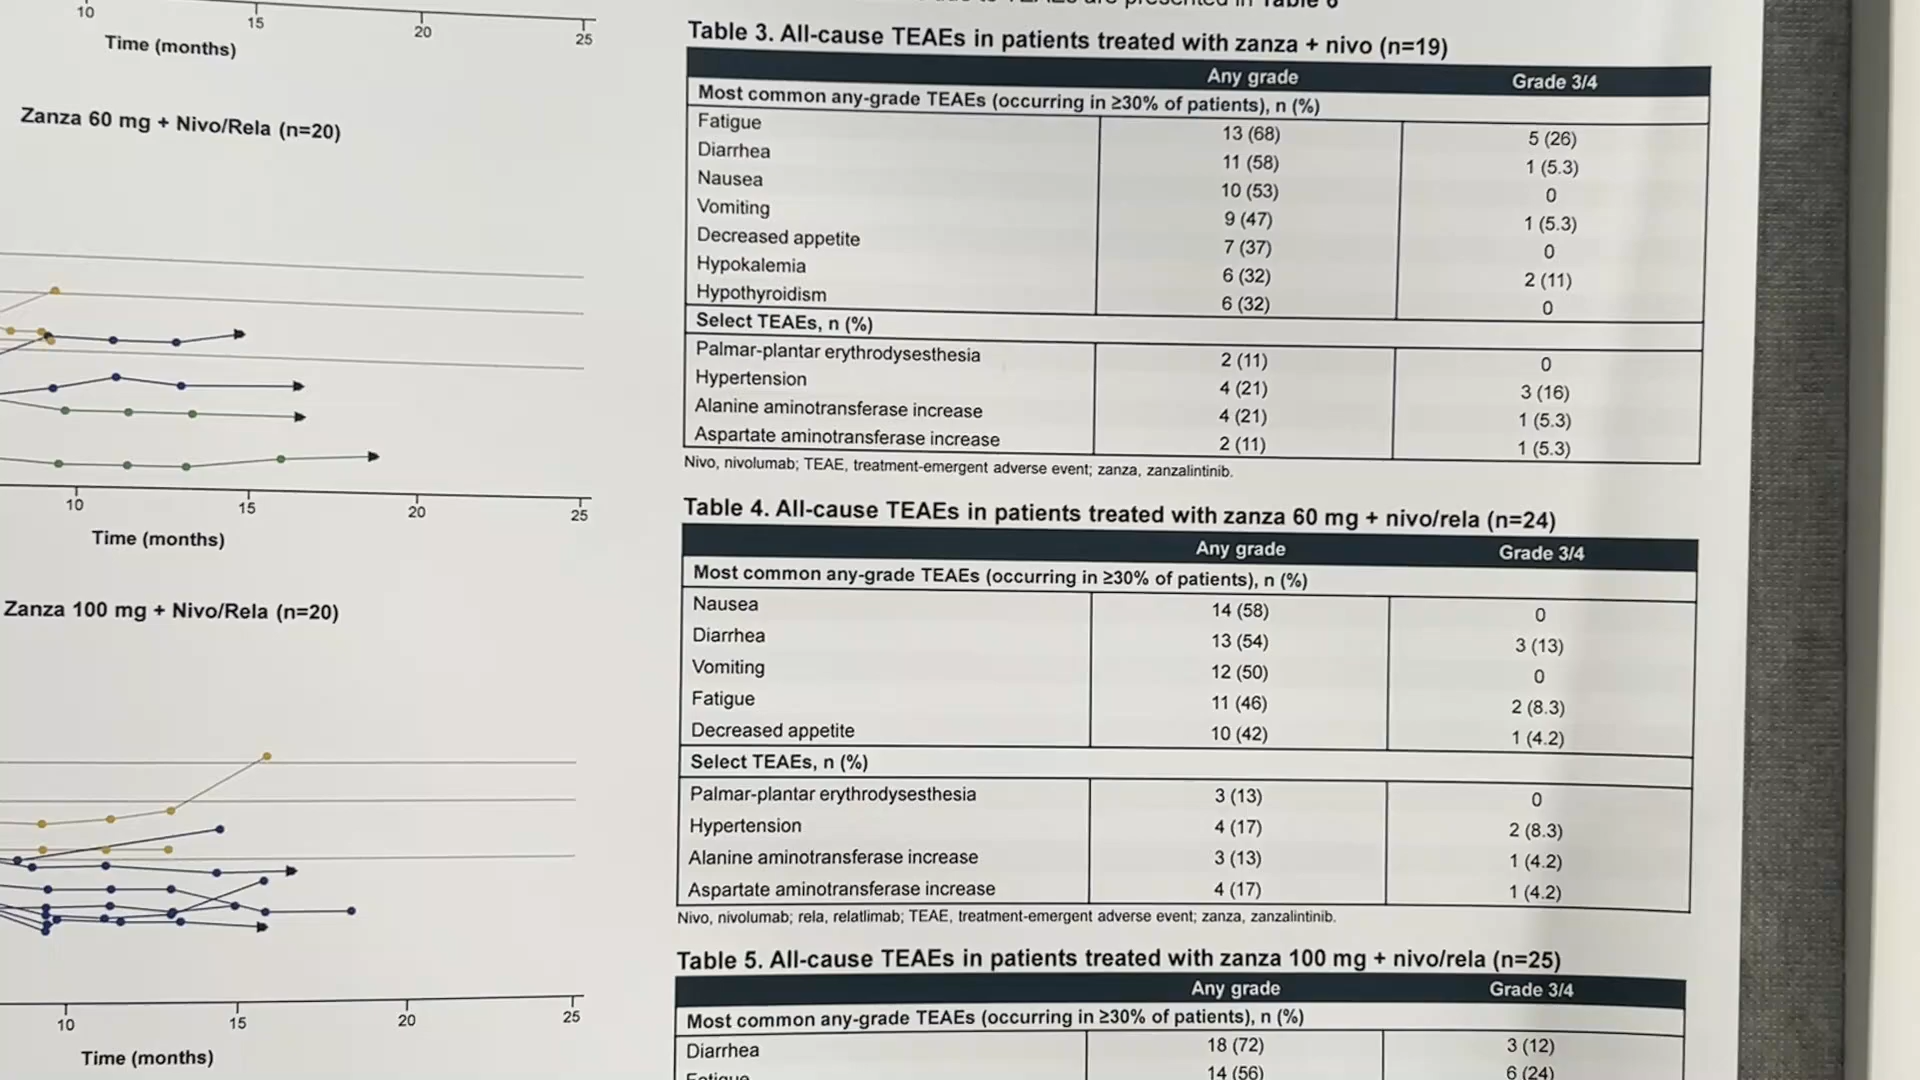 10 15 20 25
Time (months)
Zanza 60 mg + Nivo/Rela (n=20)
10 15 20 25
Time (months)
Zanza 100 mg + Nivo/Rela (n=20)
10 15 20 25
Time (months)
due to TEAEs are presented in Table 6
Table 3. All-cause TEAEs in patients treated with zanza + nivo (n=19)
Any grade Grade 3/4
Most common any-grade TEAEs (occurring in ≥30% of patients), n (%)
Fatigue 13 (68) 5 (26)
Diarrhea 11 (58) 1 (5.3)
Nausea 10 (53) 0
Vomiting 9 (47) 1 (5.3)
Decreased appetite 7 (37) 0
Hypokalemia 6 (32) 2 (11)
Hypothyroidism 6 (32) 0
Select TEAEs, n (%)
Palmar-plantar erythrodysesthesia 2 (11) 0
Hypertension 4 (21) 3 (16)
Alanine aminotransferase increase 4 (21) 1 (5.3)
Aspartate aminotransferase increase 2 (11) 1 (5.3)
Nivo, nivolumab; TEAE, treatment-emergent adverse event; zanza, zanzalintinib.
Table 4. All-cause TEAEs in patients treated with zanza 60 mg + nivo/rela (n=24)
Any grade Grade 3/4
Most common any-grade TEAEs (occurring in ≥30% of patients), n (%)
Nausea 14 (58) 0
Diarrhea 13 (54) 3 (13)
Vomiting 12 (50) 0
Fatigue 11 (46) 2 (8.3)
Decreased appetite 10 (42) 1 (4.2)
Select TEAEs, n (%)
Palmar-plantar erythrodysesthesia 3 (13) 0
Hypertension 4 (17) 2 (8.3)
Alanine aminotransferase increase 3 (13) 1 (4.2)
Aspartate aminotransferase increase 4 (17) 1 (4.2)
Nivo, nivolumab; rela, relatlimab; TEAE, treatment-emergent adverse event; zanza, zanzalintinib.
Table 5. All-cause TEAEs in patients treated with zanza 100 mg + nivo/rela (n=25)
Any grade Grade 3/4
Most common any-grade TEAEs (occurring in ≥30% of patients), n (%)
Diarrhea 18 (72) 3 (12)
Fatigue 14 (56) 6 (24)